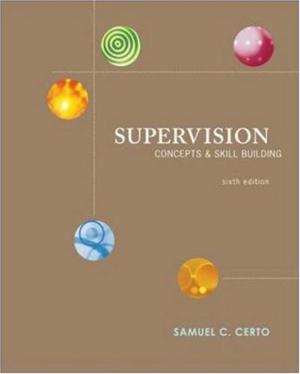 SUPERVISION
CONCEPTS & SKILL BUILDING
sixth edition
SAMUEL C. CERTO